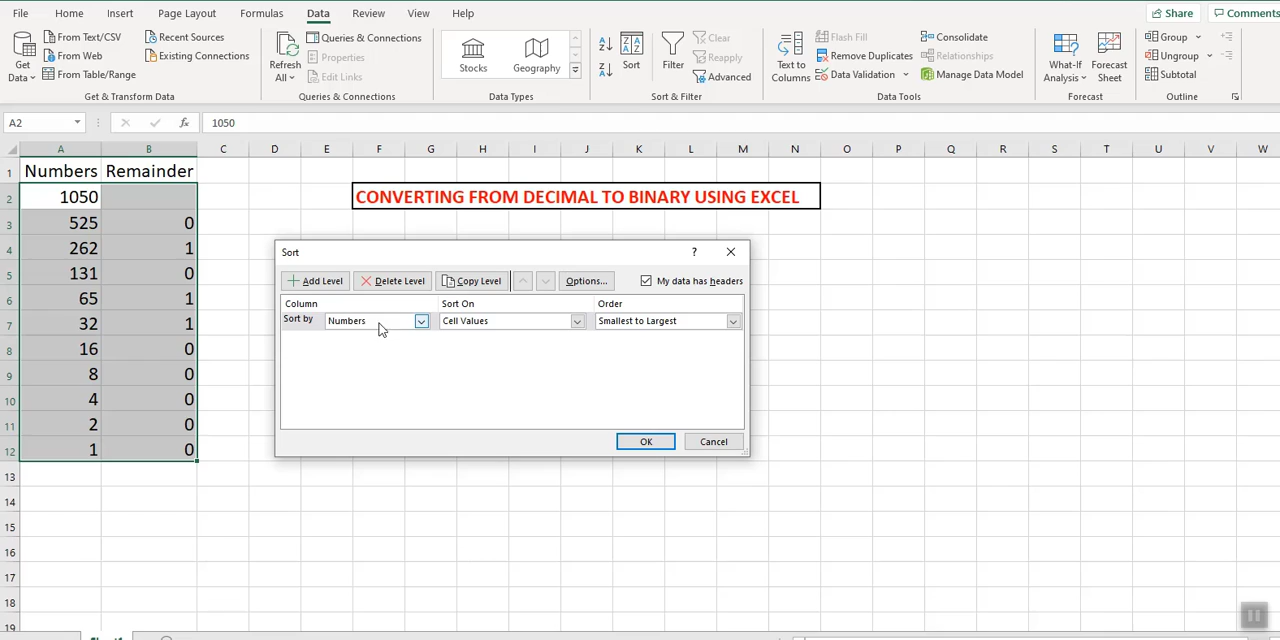 File Home Insert Page Layout Formulas Data Review View Help Share Comments
Get Data From Text/CSV Recent Sources
From Web Existing Connections
From Table/Range
Get & Transform Data
Refresh All Queries & Connections
Properties
Edit Links
Queries & Connections
Stocks Geography
Data Types
Sort Filter Clear
Reapply
Advanced
Sort & Filter
Text to Columns Flash Fill Consolidate
Remove Duplicates Relationships
Data Validation Manage Data Model
Data Tools
What-If Analysis Forecast Sheet
Forecast
Group
Ungroup
Subtotal
Outline
A2 fx 1050
A B C D E F G H I J K L M N O P Q R S T U V W
1 Numbers Remainder
2 1050 CONVERTING FROM DECIMAL TO BINARY USING EXCEL
3 525 0
4 262 1
5 131 0
6 65 1
7 32 1
8 16 0
9 8 0
10 4 0
11 2 0
12 1 0
13
14
15
16
17
18
19
Sort ?
Add Level Delete Level Copy Level Options... My data has headers
Column Sort On Order
Sort by Numbers Cell Values Smallest to Largest
OK Cancel